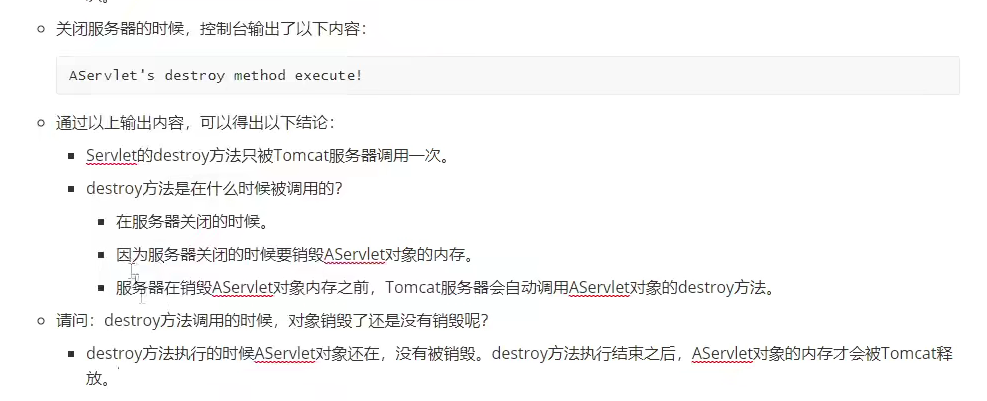 关闭服务器的时候，控制台输出了以下内容：
AServlet's destroy method execute!
通过以上输出内容，可以得出以下结论：
Servlet的destroy方法只被Tomcat服务器调用一次。
destroy方法是在什么时候被调用的？
在服务器关闭的时候。
因为服务器关闭的时候要销毁AServlet对象的内存。
服务器在销毁AServlet对象内存之前，Tomcat服务器会自动调用AServlet对象的destroy方法。
请问：destroy方法调用的时候，对象销毁了还是没有销毁呢？
destroy方法执行的时候AServlet对象还在，没有被销毁。destroy方法执行结束之后，AServlet对象的内存才会被Tomcat释
放。